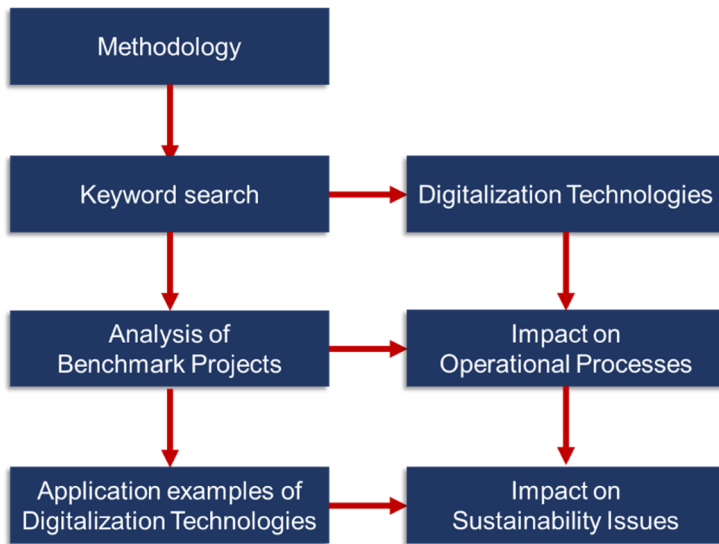 Methodology
Keyword search
Digitalization Technologies
Analysis of
Benchmark Projects
Impact on
Operational Processes
Application examples of
Digitalization Technologies
Impact on
Sustainability Issues